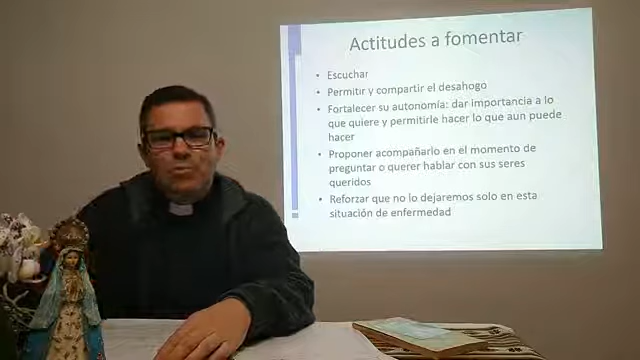 Actitudes a fomentar
• Escuchar
• Permitir y compartir el desahogo
• Fortalecer su autonomía: dar importancia a lo
que quiere y permitirle hacer lo que aun puede
hacer
• Proponer acompañarlo en el momento de
preguntar o querer hablar con sus seres
queridos
• Reforzar que no lo dejaremos solo en esta
situación de enfermedad